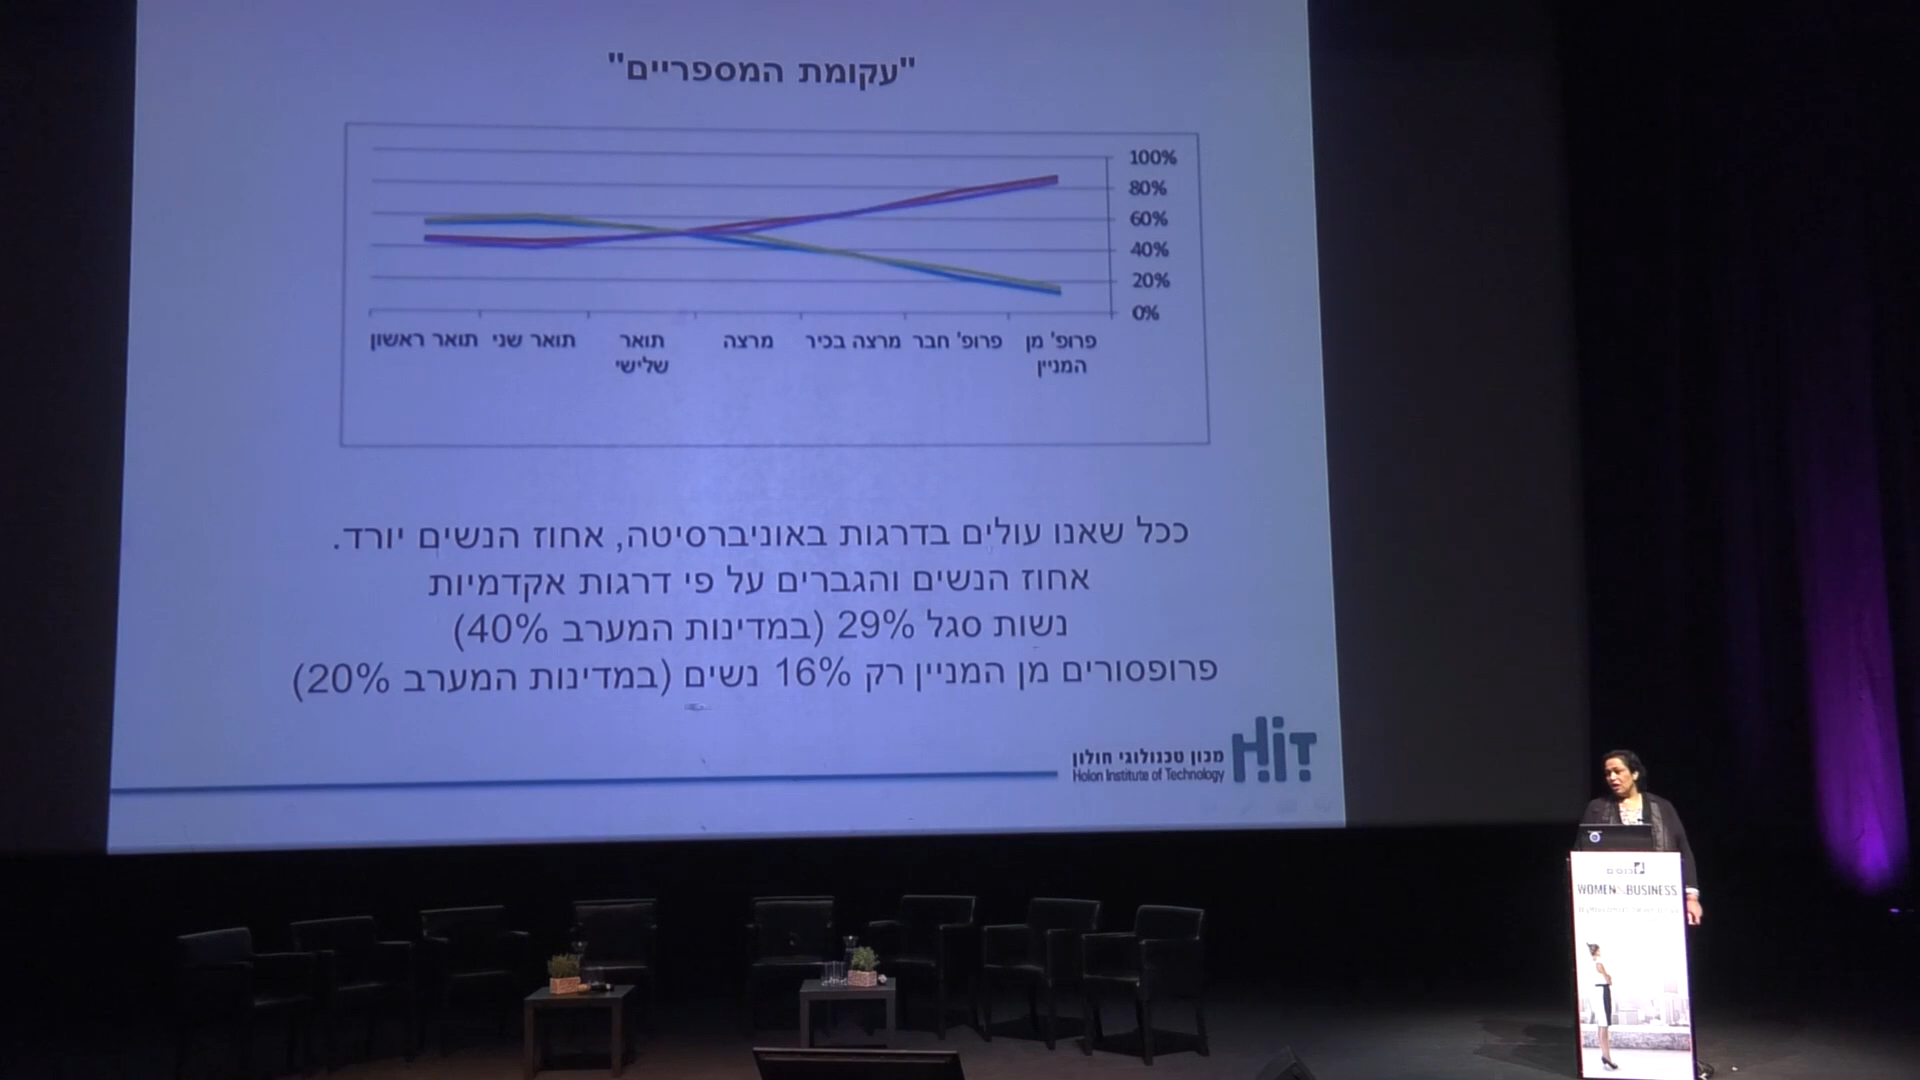 "עקומת המספריים"
100%
80%
60%
40%
20%
0%
תואר ראשון
תואר שני
תואר שלישי
מרצה
מרצה בכיר
פרופ' חבר
פרופ' מן המניין
ככל שאנו עולים בדרגות באוניברסיטה, אחוז הנשים יורד.
אחוז הנשים והגברים על פי דרגות אקדמיות
נשות סגל 29% (במדינות המערב 40%)
פרופסורים מן המניין רק 16% נשים (במדינות המערב 20%)
מכון טכנולוגי חולון
Holon Institute of Technology
HIT
WOMEN&BUSINESS